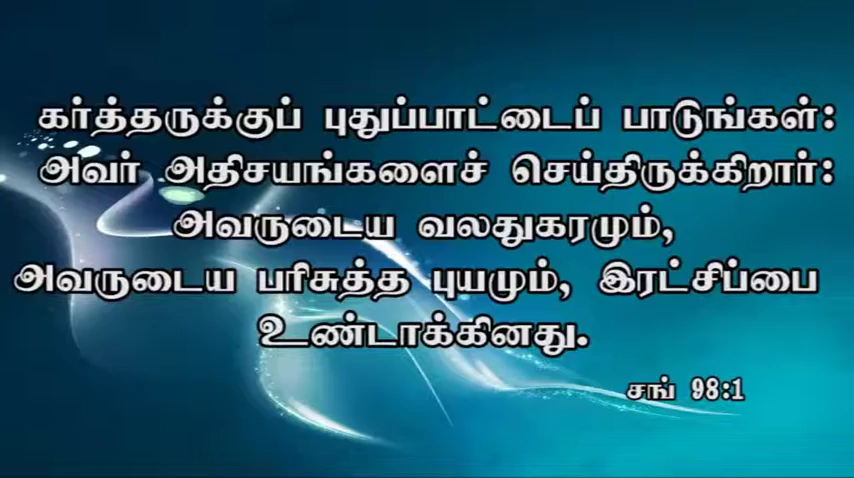 கர்த்தருக்குப் புதுப்பாட்டைப் பாடுங்கள்:
அவர் அதிசயங்களைச் செய்திருக்கிறார்:
அவருடைய வலதுகரமும்,
அவருடைய பரிசுத்த புயமும், இரட்சிப்பை
உண்டாக்கினது.
சங் 98:1